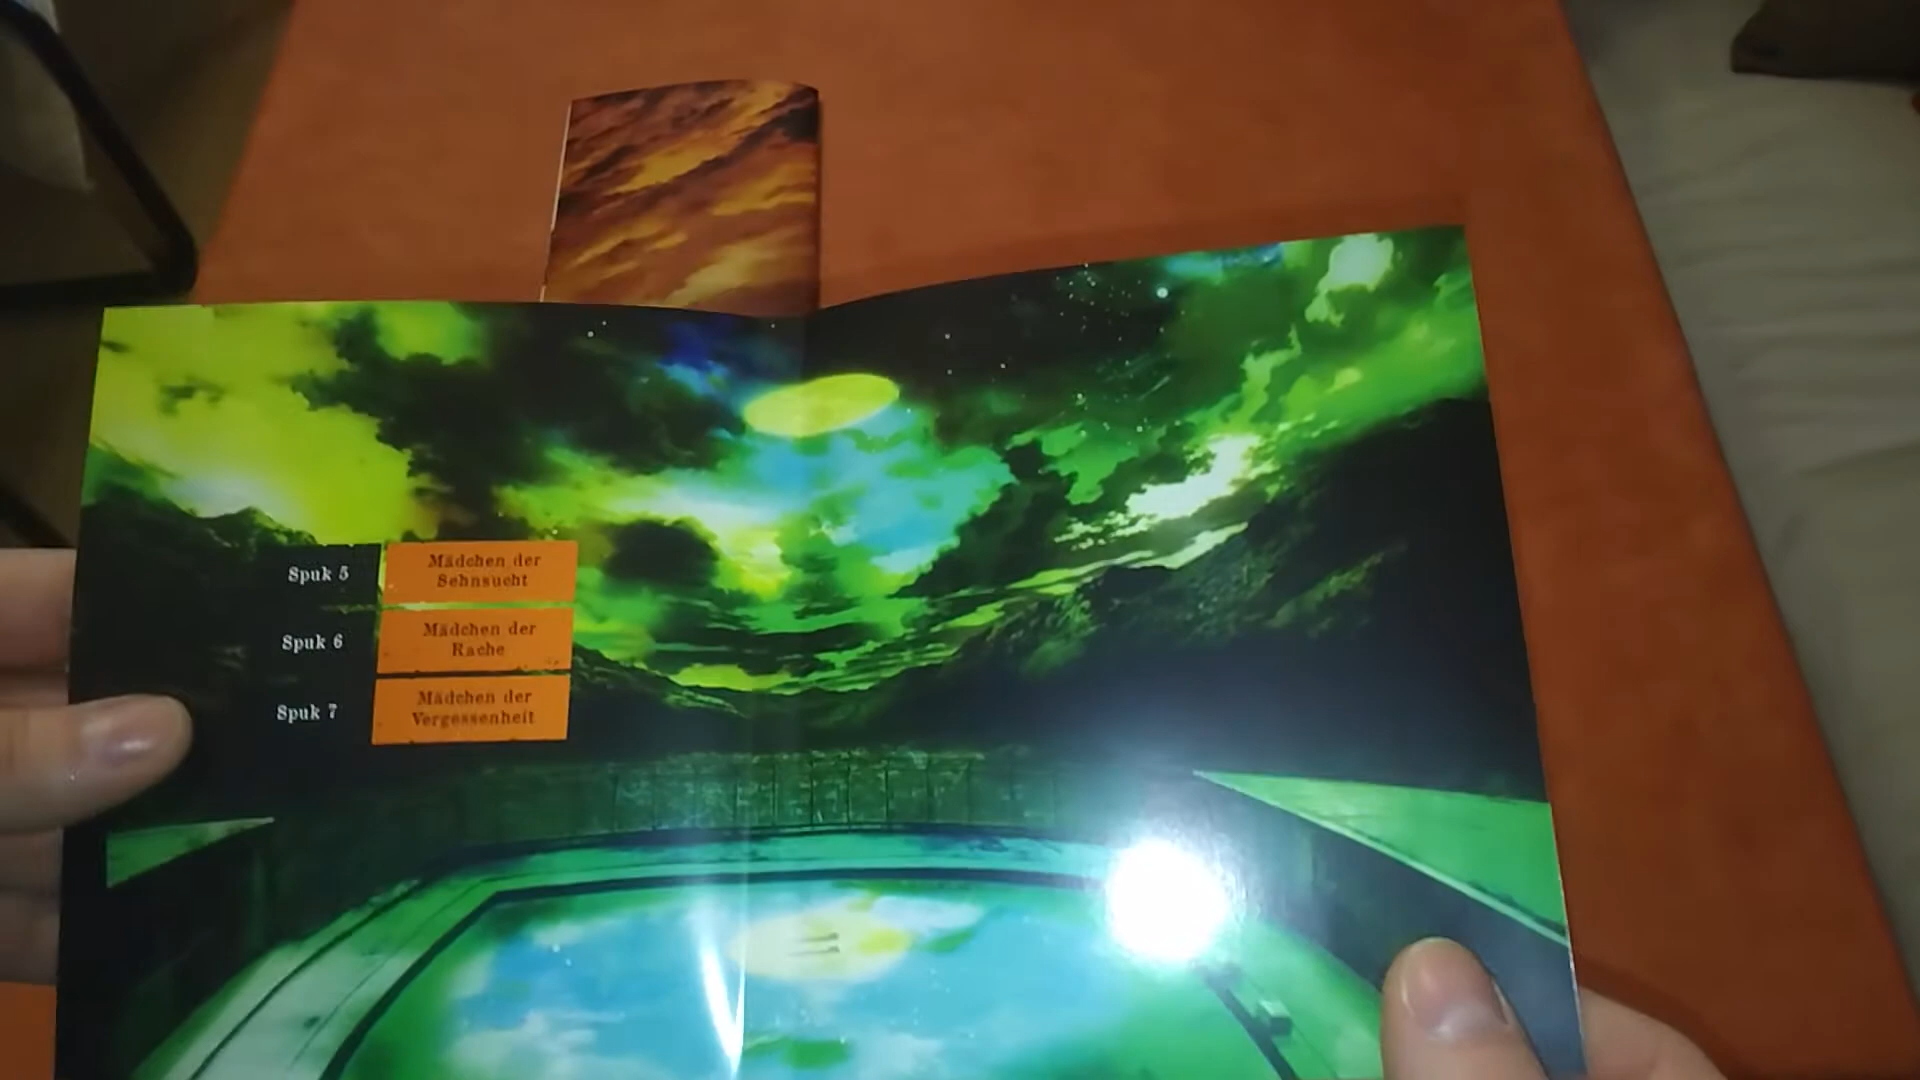 Spuk 5
Mädchen der
Sehnsucht
Spuk 6
Mädchen der
Rache
Spuk 7
Mädchen der
Vergessenheit